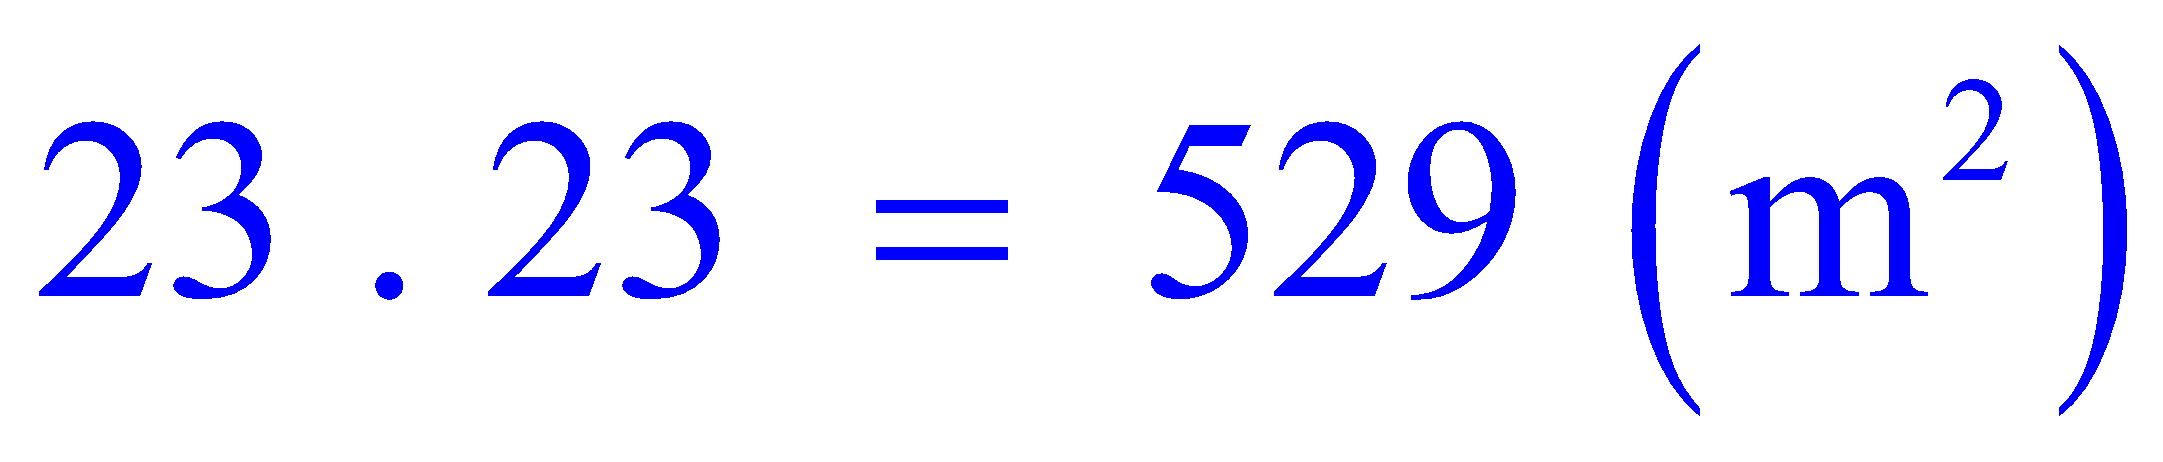 23 . 23 = 529 (m²)